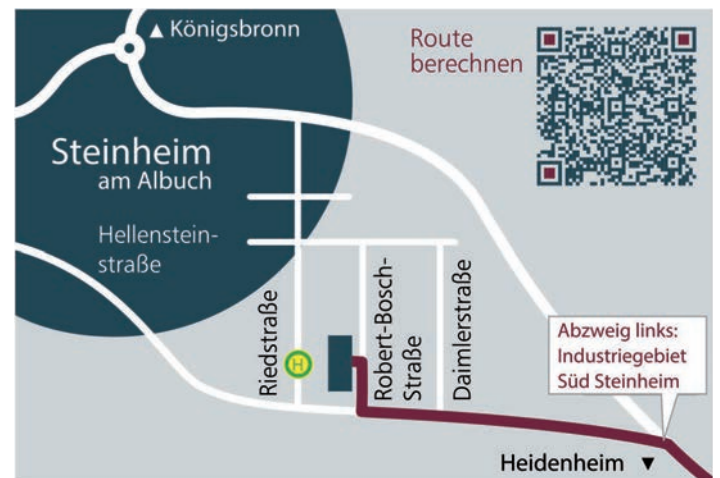 ▲ Königsbronn
Route
berechnen
Steinheim
am Albuch
Hellenstein-
straße
Riedstraße
H
Robert-Bosch-
Straße
Daimlerstraße
Abzweig links:
Industriegebiet
Süd Steinheim
Heidenheim ▼